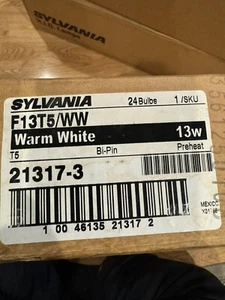 SYLVANIA 24 Bulbs 1/SKU
F13T5/WW
Warm White 13w
T5 Bi-Pin Preheat
21317-3
1 00 46135 21317 2
MEXICO